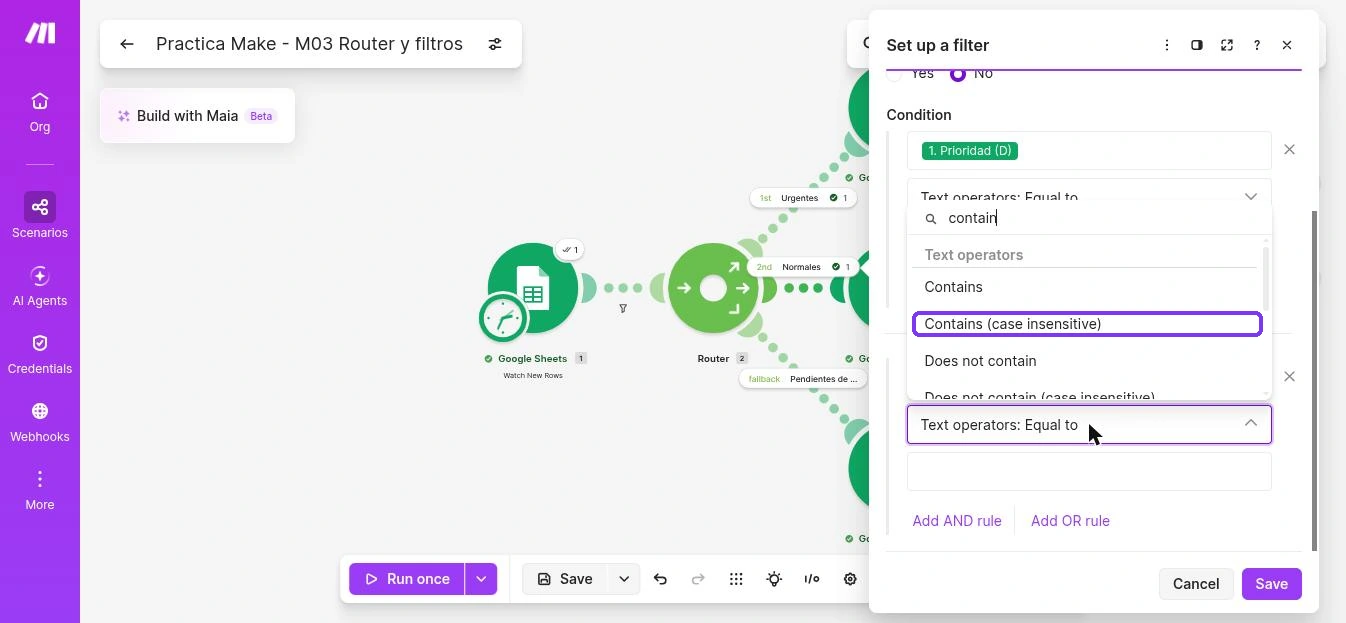 Practica Make - M03 Router y filtros
Build with Maia Beta
Org
Scenarios
AI Agents
Credentials
Webhooks
More
1
Google Sheets 1
Watch New Rows
Router 2
1st Urgentes 1
2nd Normales 1
fallback Pendientes de ...
Go
Go
Go
Run once
Save
Set up a filter
Yes No
Condition
1. Prioridad (D)
Text operators: Equal to
contain
Text operators
Contains
Contains (case insensitive)
Does not contain
Does not contain (case insensitive)
Text operators: Equal to
Add AND rule Add OR rule
Cancel Save